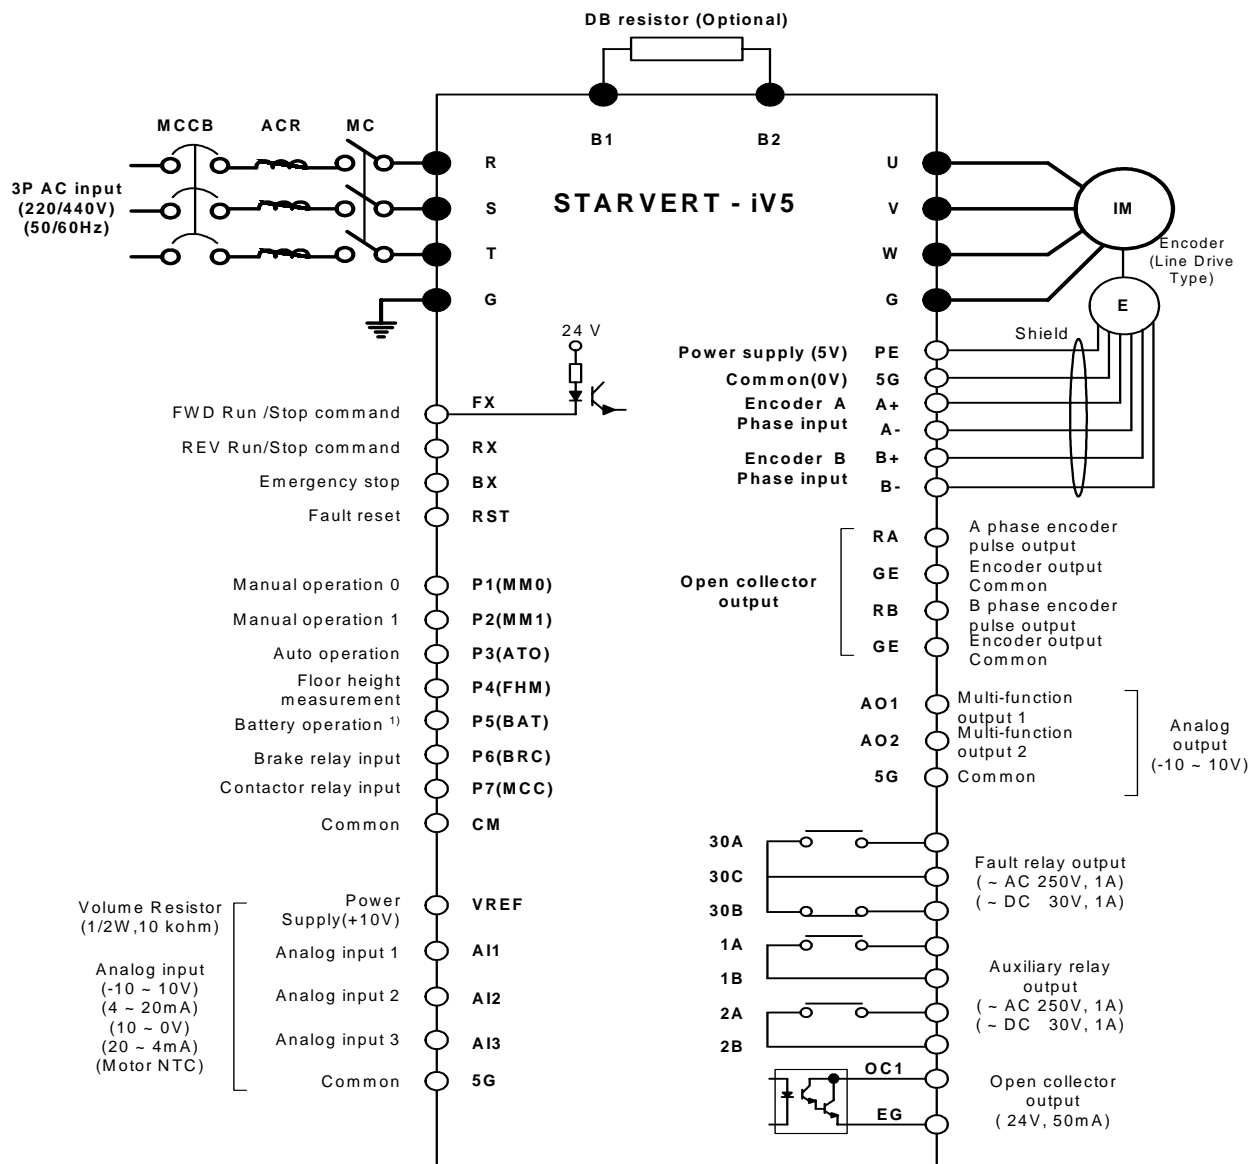 DB resistor (Optional)
B1
B2
MCCB
ACR
MC
3P AC input
(220/440V)
(50/60Hz)
R
S
T
G
STARVERT - iV5
U
V
W
G
IM
Encoder
(Line Drive
Type)
E
Shield
24 V
FWD Run /Stop command
FX
REV Run/Stop command
RX
Emergency stop
BX
Fault reset
RST
Manual operation 0
P1(MM0)
Manual operation 1
P2(MM1)
Auto operation
P3(ATO)
Floor height
measurement
P4(FHM)
Battery operation 1)
P5(BAT)
Brake relay input
P6(BRC)
Contactor relay input
P7(MCC)
Common
CM
Volume Resistor
(1/2W,10 kohm)
Analog input
(-10 ~ 10V)
(4 ~ 20mA)
(10 ~ 0V)
(20 ~ 4mA)
(Motor NTC)
Power
Supply(+10V)
VREF
Analog input 1
AI1
Analog input 2
AI2
Analog input 3
AI3
Common
5G
Power supply (5V)
PE
Common(0V)
5G
Encoder A
Phase input
A+
A-
Encoder B
Phase input
B+
B-
Open collector
output
RA
A phase encoder
pulse output
GE
Encoder output
Common
RB
B phase encoder
pulse output
GE
Encoder output
Common
AO1
Multi-function
output 1
AO2
Multi-function
output 2
5G
Common
Analog
output
(-10 ~ 10V)
30A
30C
30B
Fault relay output
( ~ AC 250V, 1A)
( ~ DC 30V, 1A)
1A
1B
2A
2B
Auxiliary relay
output
( ~ AC 250V, 1A)
( ~ DC 30V, 1A)
OC1
EG
Open collector
output
( 24V, 50mA)